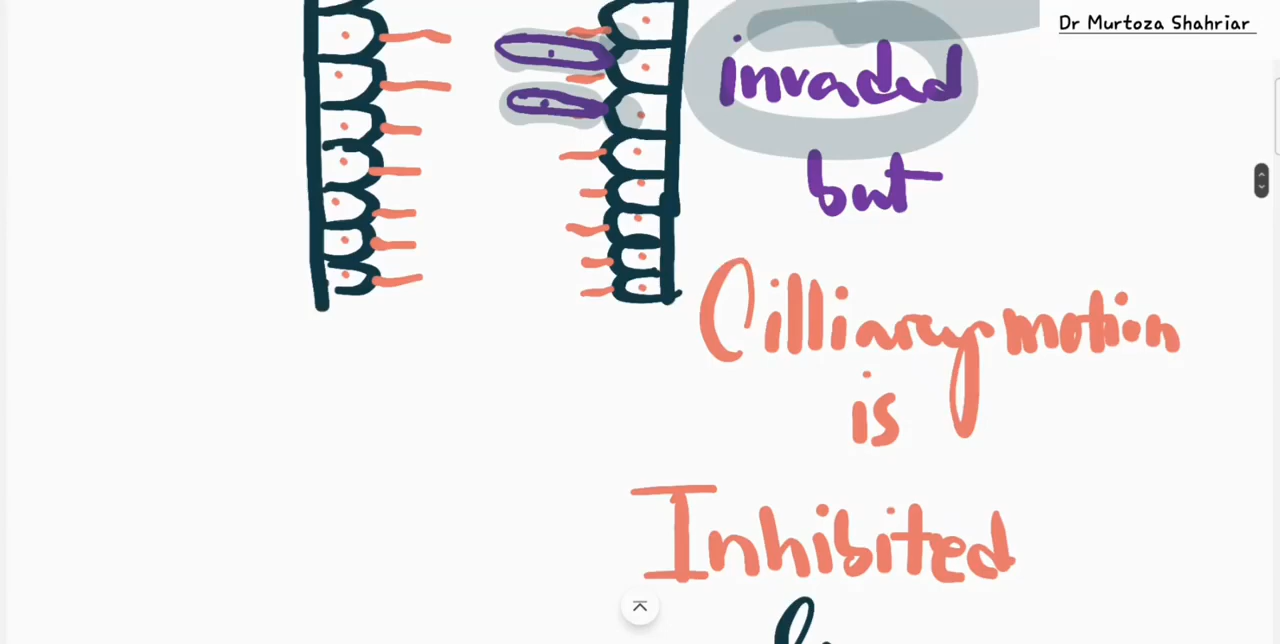 Dr Murtoza Shahriar
invaded
but
Cilliary motion
is
Inhibited